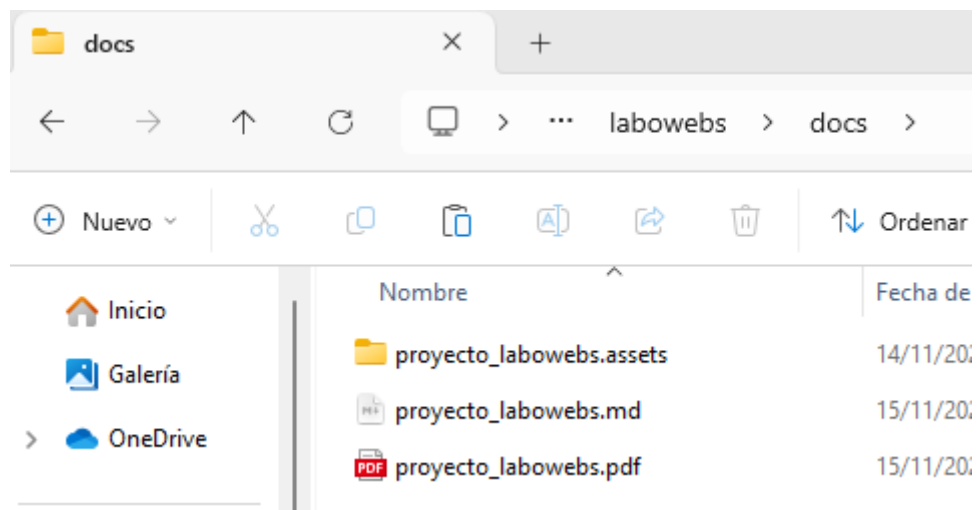 docs
labowebs > docs >
Nuevo
Ordenar
Nombre
Fecha de
Inicio
proyecto_labowebs.assets
14/11/202
Galería
proyecto_labowebs.md
15/11/202
OneDrive
PDF proyecto_labowebs.pdf
15/11/202